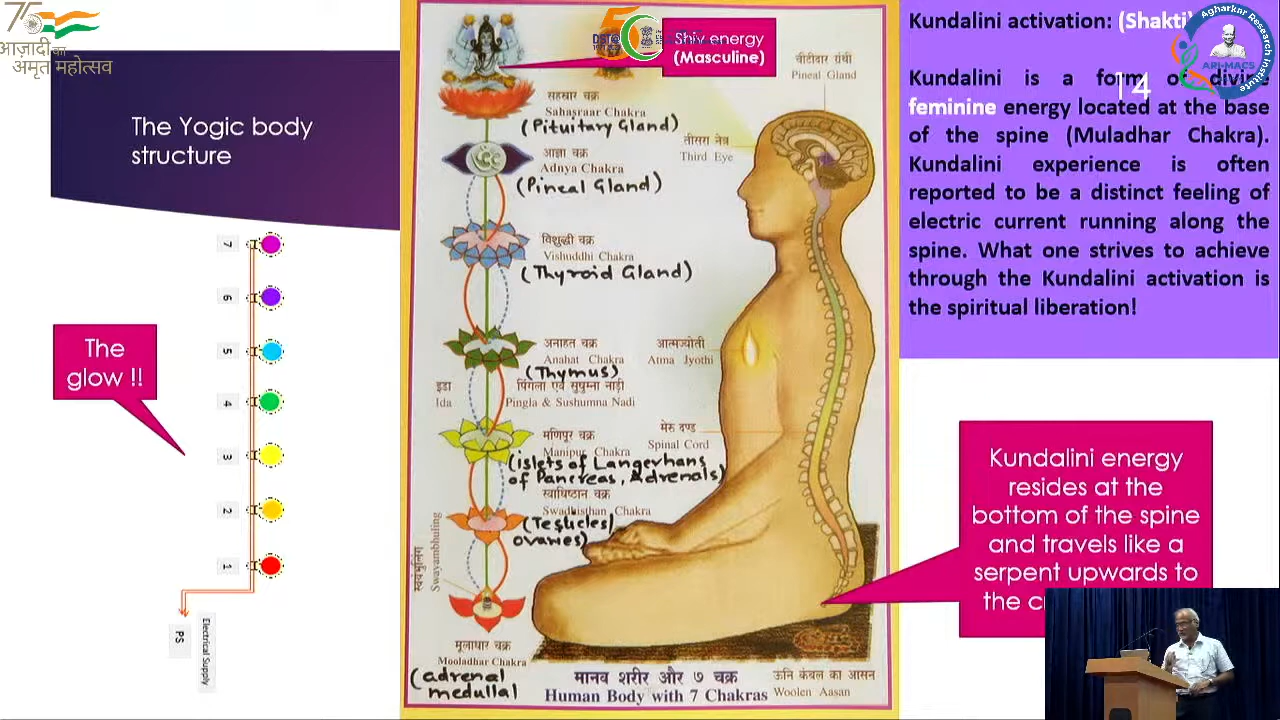 75
आज़ादी का
अमृत महोत्सव
The Yogic body
structure
7
6
5
4
3
2
1
The
glow !!
PS
Electrical Supply
DST
50
Shiv energy
(Masculine)
सहस्रार चक्र
Sahasraar Chakra
(Pituitary Gland)
आज्ञा चक्र
Adnya Chakra
(Pineal Gland)
विशुद्धी चक्र
Vishuddhi Chakra
(Thyroid Gland)
अनाहत चक्र
Anahat Chakra
(Thymus)
इडा
Ida
पिंगला एवं सुषुम्ना नाड़ी
Pingla & Sushumna Nadi
मणिपूर चक्र
Manipur Chakra
(islets of Langerhans
of Pancreas, Adrenals)
स्वाधिष्ठान चक्र
Swadhisthan Chakra
(Testicles/
ovaries)
स्वयंभूलिंग
Swayambhuling
मूलाधार चक्र
Mooladhar Chakra
(adrenal
medulla)
Pineal Gland
तीसरा नेत्र
Third Eye
आत्मज्योती
Atma Jyothi
मेरु दण्ड
Spinal Cord
मानव शरीर और ७ चक्र
Human Body with 7 Chakras
ऊनि कंबल का आसन
Woolen Aasan
Kundalini activation: (Shakti)
Kundalini is a form of
feminine energy located at the base
of the spine (Muladhar Chakra).
Kundalini experience is often
reported to be a distinct feeling of
electric current running along the
spine. What one strives to achieve
through the Kundalini activation is
the spiritual liberation!
14
Agharkar Research Institute
ARI-MACS
Kundalini energy
resides at the
bottom of the spine
and travels like a
serpent upwards to
the